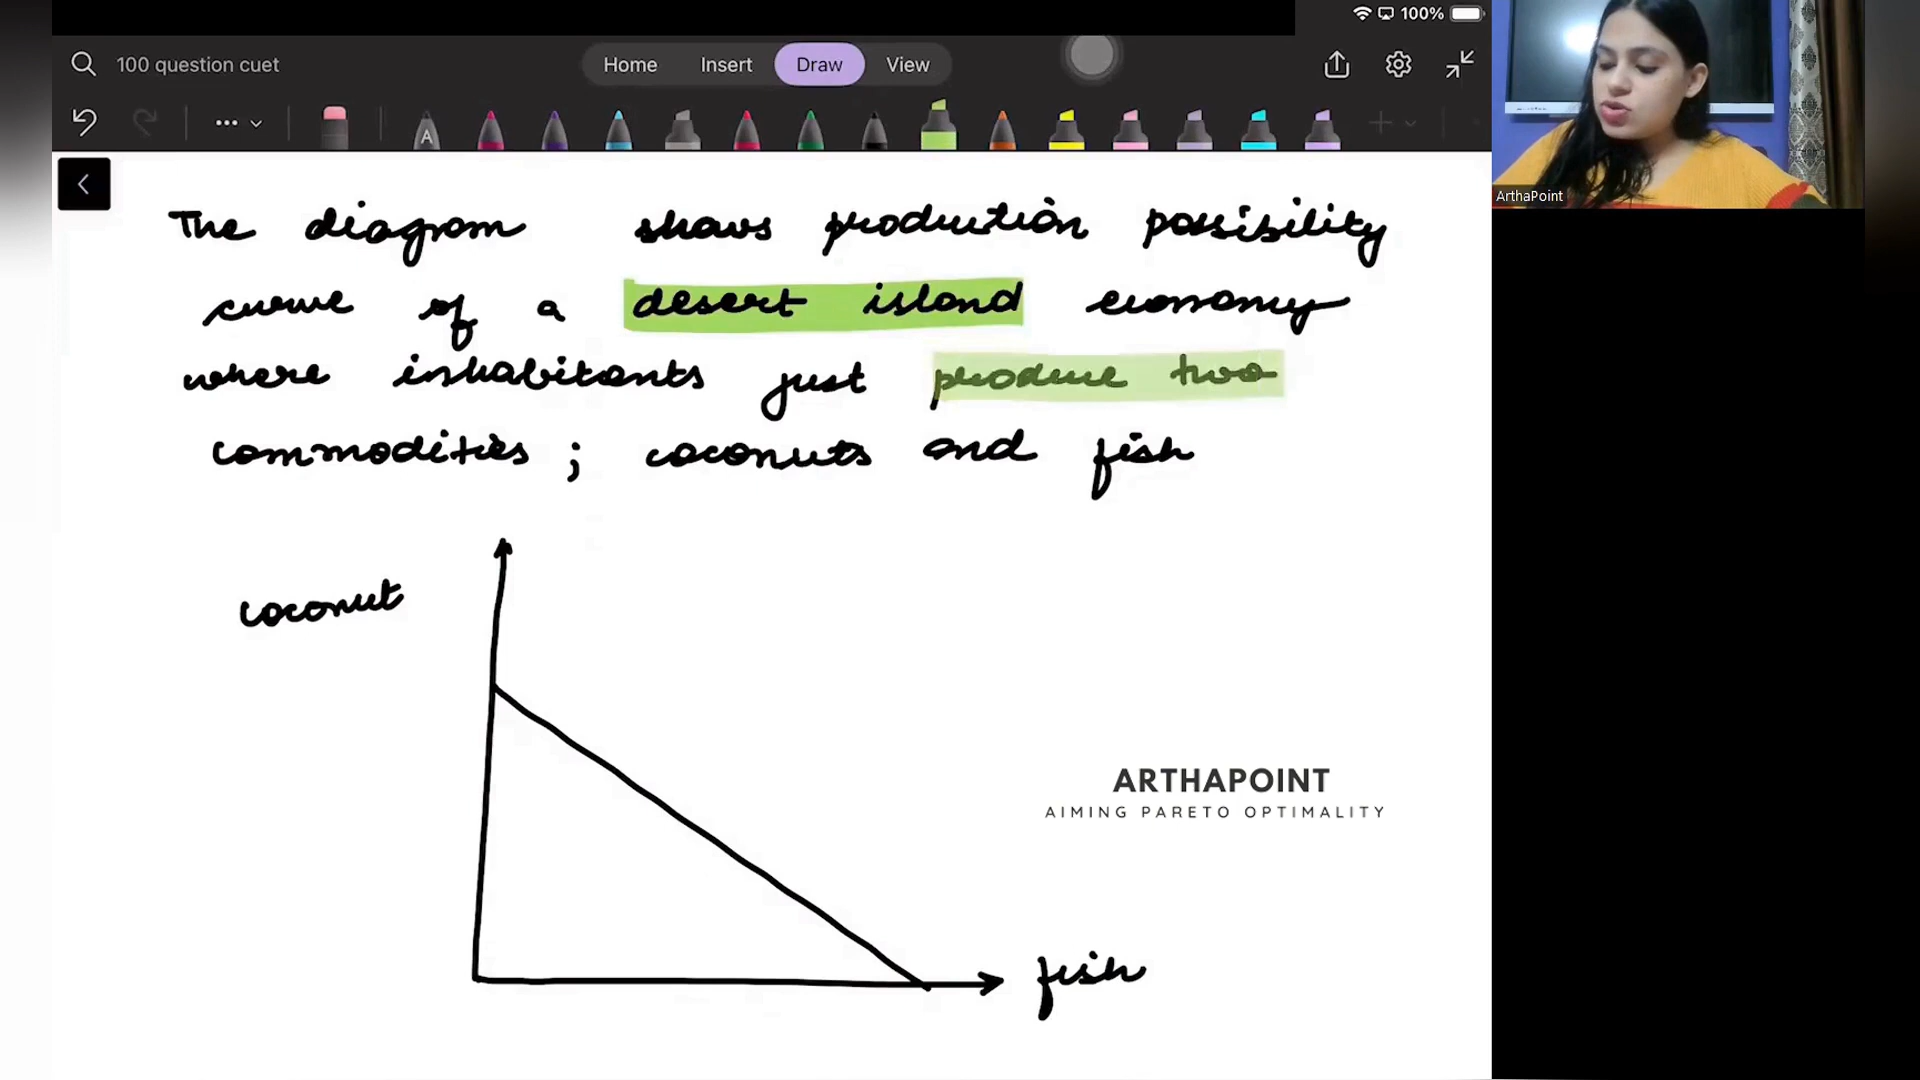 100%
100 question cuet
Home Insert Draw View
A
ArthaPoint
The diagram shows production possibility
curve of a desert island economy
where inhabitants just produce two
commodities ; coconuts and fish
coconut
ARTHAPOINT
AIMING PARETO OPTIMALITY
fish